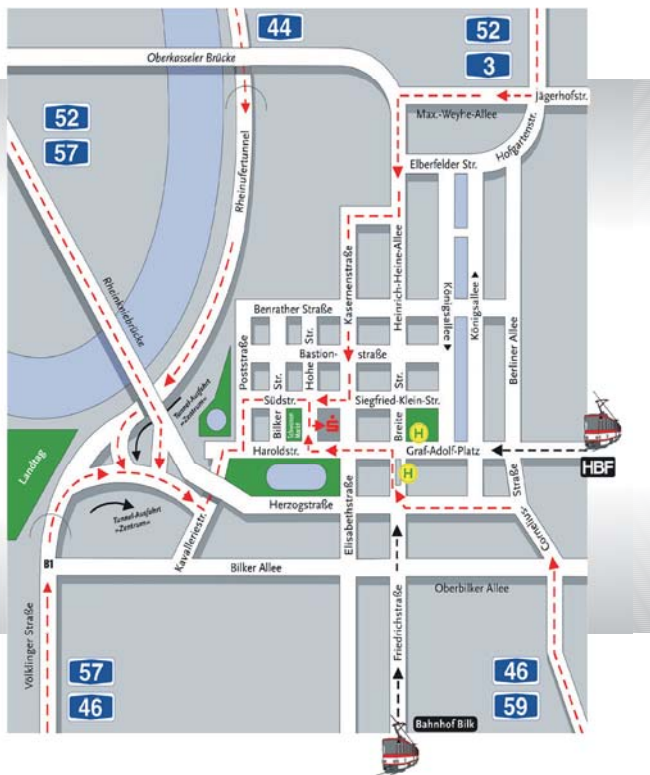 44
52
3
Oberkasseler Brücke
Jägerhofstr.
Max.-Weyhe-Allee
52
57
Hofgartenstr.
Elberfelder Str.
Rheinufertunnel
Rheinkniebrücke
Kasernenstraße
Heinrich-Heine-Allee
Königsallee
Königsallee
Berliner Allee
Benrather Straße
Poststraße
Str.
Bastion-
straße
Str.
Hohe
Str.
Südstr.
Siegfried-Klein-Str.
Bilker
Breite
Tunnel-Ausfahrt
»Zentrum«
H
Landtag
Haroldstr.
Graf-Adolf-Platz
HBF
H
Straße
Herzogstraße
Cornelius-
Tunnel-Ausfahrt
»Zentrum«
Kavalleriestr.
Elisabethstraße
B1
Bilker Allee
Oberbilker Allee
Völklinger Straße
Friedrichstraße
57
46
46
59
Bahnhof Bilk